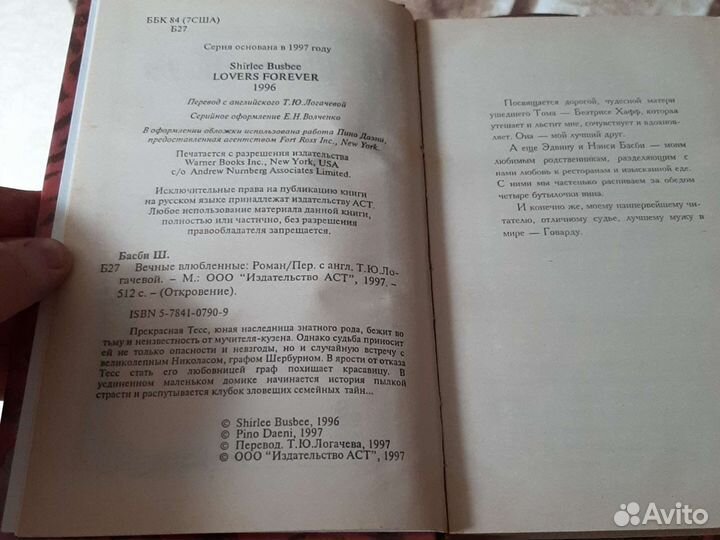 ББК 84 (7США)
Б27
Серия основана в 1997 году
Shirlee Busbee
LOVERS FOREVER
1996
Перевод с английского Т.Ю.Логачевой
Серийное оформление Е.Н.Волченко
В оформлении обложки использована работа Пино Даэни,
предоставленная агентством Fort Ross Inc., New York.
Печатается с разрешения издательства
Warner Books Inc., New York, USA
c/o Andrew Nurnberg Associates Limited.
Исключительные права на публикацию книги
на русском языке принадлежат издательству АСТ.
Любое использование материала данной книги,
полностью или частично, без разрешения
правообладателя запрещается.
Басби Ш.
Б27 Вечные влюбленные: Роман/Пер. с англ. Т.Ю.Ло-
гачевой. – М.: ООО "Издательство АСТ", 1997. –
512 с. – (Откровение).
ISBN 5-7841-0790-9
Прекрасная Тесс, юная наследница знатного рода, бежит во
тьму и неизвестность от мучителя-кузена. Однако судьба приносит
ей не только опасности и невзгоды, но и случайную встречу с
великолепным Николасом, графом Шербурном. В ярости от отказа
Тесс стать его любовницей граф похищает красавицу. В
уединенном маленьком домике начинается история пылкой
страсти и распутывается клубок зловещих семейных тайн...
© Shirlee Busbee, 1996
© Pino Daeni, 1997
© Перевод. Т.Ю.Логачева, 1997
© ООО "Издательство АСТ", 1997
Посвящается дорогой, чудесной матери
ушедшего Тома — Беатрисе Хафф, которая
утешает и льстит мне, сочувствует и вдохнов-
ляет. Она — мой лучший друг.
А еще Эдвину и Нэнси Басби — моим
любимым родственникам, разделяющим с
нами любовь к ресторанам и изысканной еде.
С ними мы частенько распиваем за обедом
четыре бутылочки вина.
И конечно же, моему наипервейшему чи-
тателю, отличному судье, лучшему мужу в
мире — Говарду.
Avito